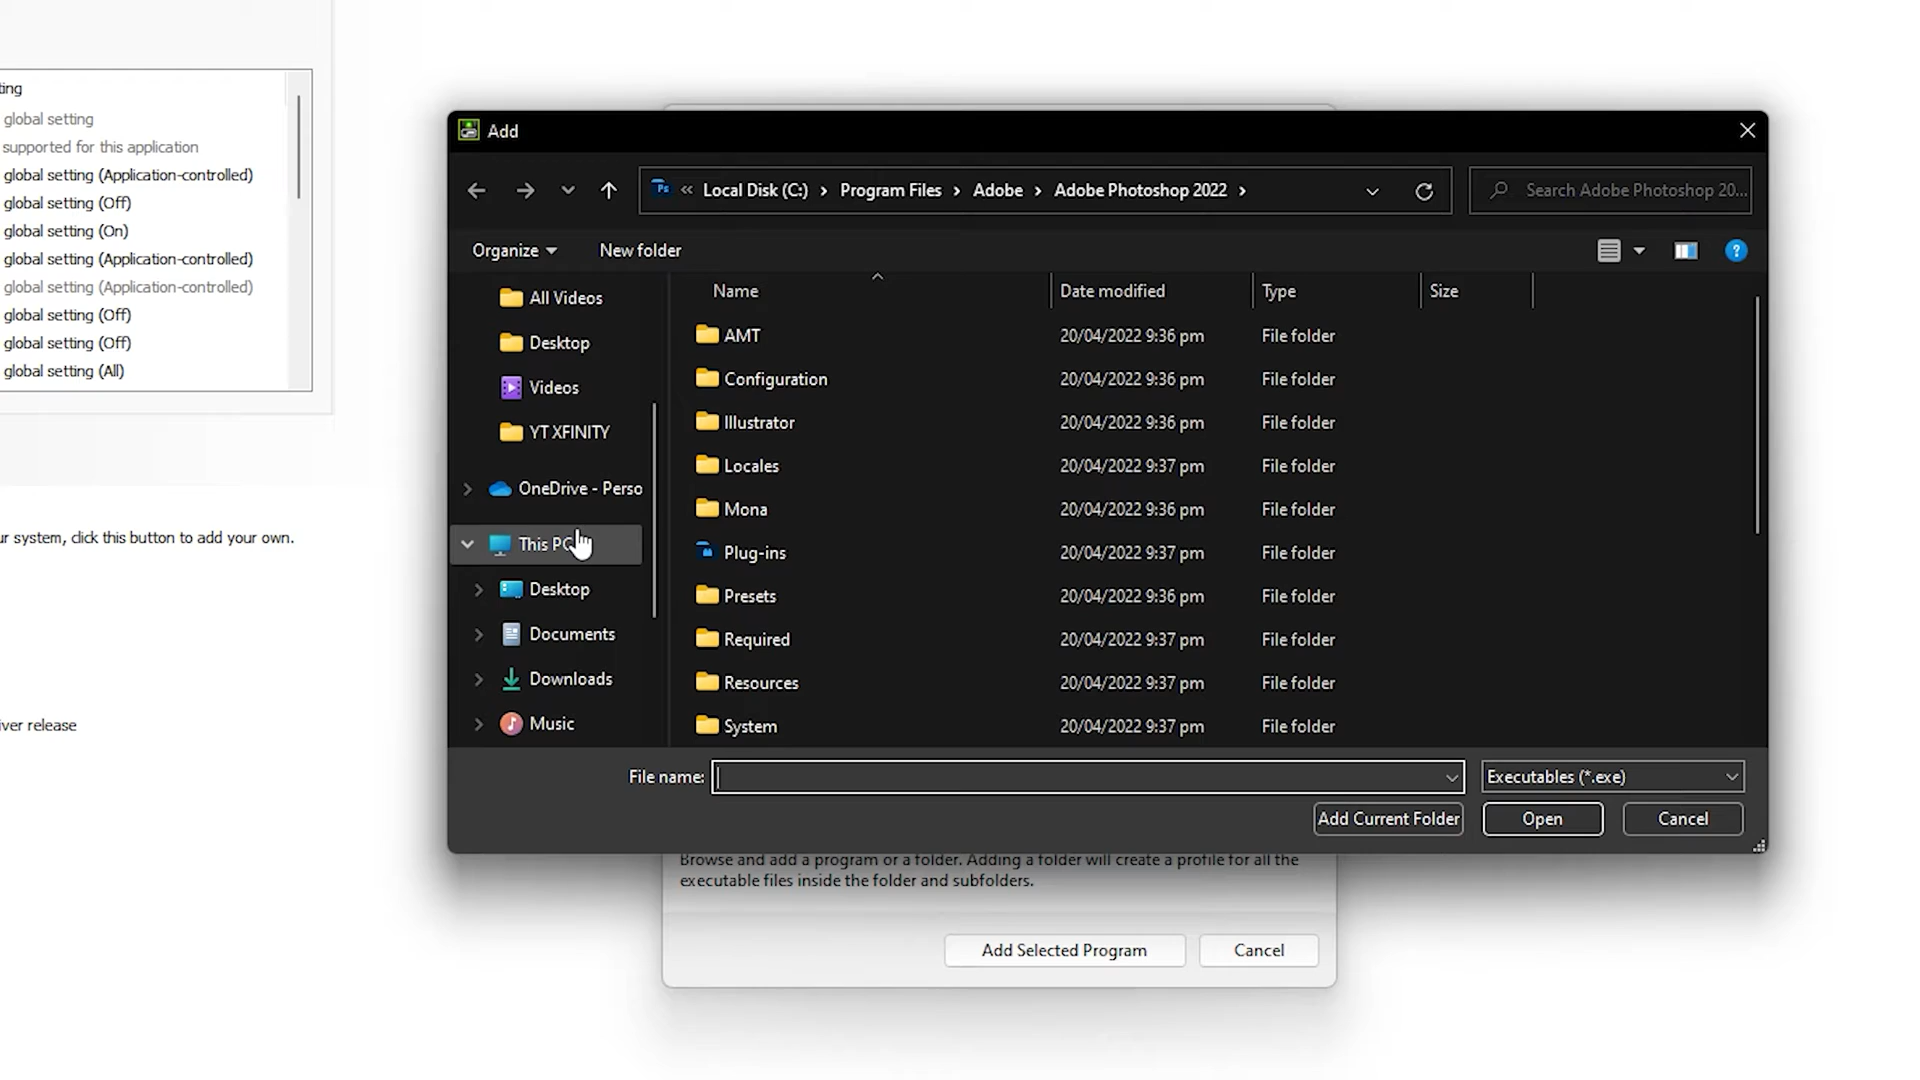 ting
global setting
supported for this application
global setting (Application-controlled)
global setting (Off)
global setting (On)
global setting (Application-controlled)
global setting (Application-controlled)
global setting (Off)
global setting (Off)
global setting (All)
ur system, click this button to add your own.
iver release
Add
Ps « Local Disk (C:) › Program Files › Adobe › Adobe Photoshop 2022 ›
Search Adobe Photoshop 20...
Organize
New folder
?
All Videos
Desktop
Videos
YT XFINITY
OneDrive - Perso
This PC
Desktop
Documents
Downloads
Music
Name Date modified Type Size
AMT 20/04/2022 9:36 pm File folder
Configuration 20/04/2022 9:36 pm File folder
Illustrator 20/04/2022 9:36 pm File folder
Locales 20/04/2022 9:37 pm File folder
Mona 20/04/2022 9:36 pm File folder
Plug-ins 20/04/2022 9:37 pm File folder
Presets 20/04/2022 9:36 pm File folder
Required 20/04/2022 9:37 pm File folder
Resources 20/04/2022 9:37 pm File folder
System 20/04/2022 9:37 pm File folder
File name:
Executables (*.exe)
Add Current Folder
Open
Cancel
Browse and add a program or a folder. Adding a folder will create a profile for all the
executable files inside the folder and subfolders.
Add Selected Program
Cancel